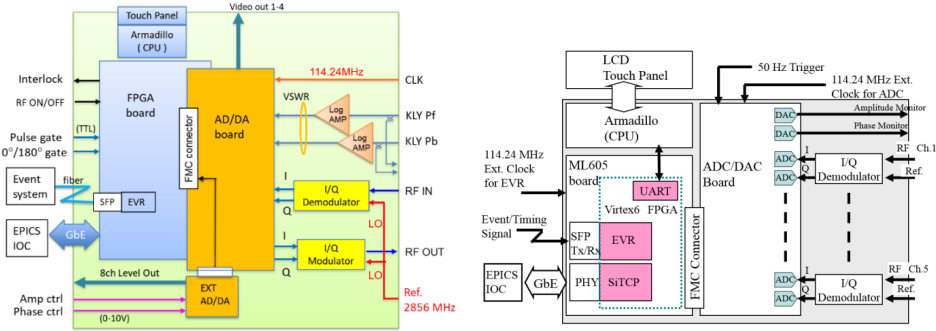 Video out 1-4
Touch Panel
Armadillo
( CPU )
114.24MHz
CLK
Interlock
RF ON/OFF
FPGA
board
AD/DA
board
VSWR
Log
AMP
KLY Pf
Log
AMP
KLY Pb
FMC connector
(TTL)
Pulse gate
0°/180° gate
Event
system
fiber
SFP
EVR
I
Q
I/Q
Demodulator
RF IN
LO
EPICS
IOC
GbE
I
Q
I/Q
Modulator
RF OUT
LO
8ch Level Out
EXT
AD/DA
Ref.
2856 MHz
Amp ctrl
Phase ctrl
(0-10V)
LCD
Touch Panel
50 Hz Trigger
114.24 MHz Ext.
Clock for ADC
Armadillo
(CPU)
DAC
Amplitude Monitor
DAC
Phase Monitor
114.24 MHz
Ext. Clock
for EVR
ML605
board
ADC/DAC
Board
UART
Virtex6
FPGA
ADC
I
ADC
Q
I/Q
Demodulator
RF Ch.1
Ref.
Event/Timing
Signal
SFP
Tx/Rx
EVR
FMC Connector
EPICS
IOC
GbE
PHY
SiTCP
ADC
I
ADC
Q
I/Q
Demodulator
RF Ch.5
Ref.